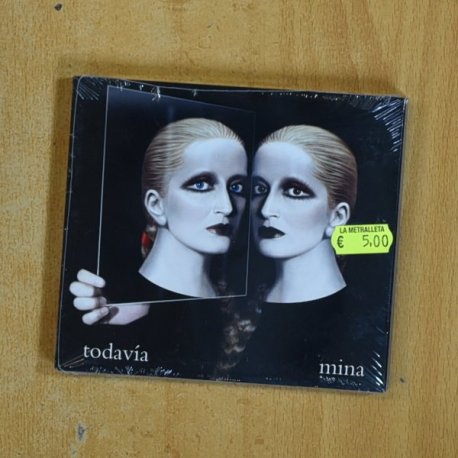 LA METRALLETA
€ 5,00
todavía
mina